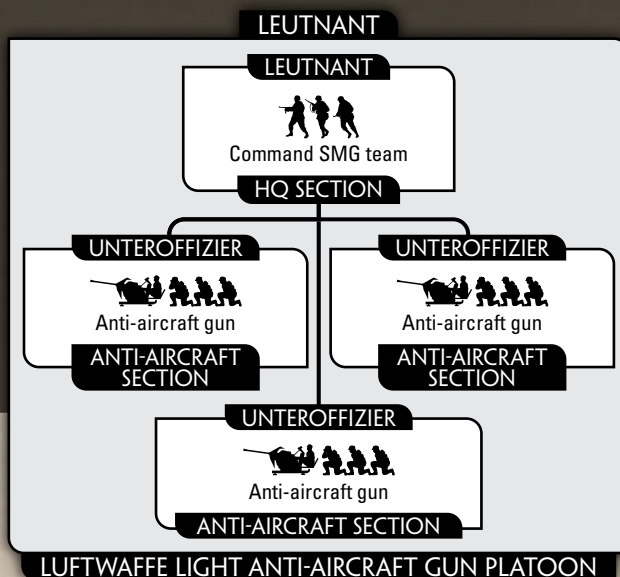 LEUTNANT
LEUTNANT
Command SMG team
HQ SECTION
UNTEROFFIZIER
Anti-aircraft gun
ANTI-AIRCRAFT
SECTION
UNTEROFFIZIER
Anti-aircraft gun
ANTI-AIRCRAFT
SECTION
UNTEROFFIZIER
Anti-aircraft gun
ANTI-AIRCRAFT SECTION
LUFTWAFFE LIGHT ANTI-AIRCRAFT GUN PLATOON